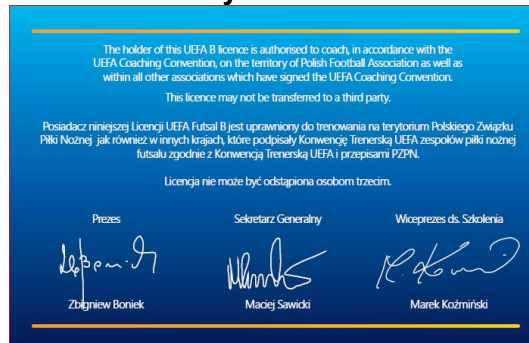 The holder of this UEFA B licence is authorised to coach, in accordance with the
UEFA Coaching Convention, on the territory of Polish Football Association as well as
within all other associations which have signed the UEFA Coaching Convention.
This licence may not be transferred to a third party.
Posiadacz niniejszej Licencji UEFA Futsal B jest uprawniony do trenowania na terytorium Polskiego Związku
Piłki Nożnej jak również w innych krajach, które podpisały Konwencję Trenerską UEFA zespołów piłki nożnej
futsalu zgodnie z Konwencją Trenerską UEFA i przepisami PZPN.
Licencja nie może być odstąpiona osobom trzecim.
Prezes Sekretarz Generalny Wiceprezes ds. Szkolenia
Zbigniew Boniek Maciej Sawicki Marek Koźmiński